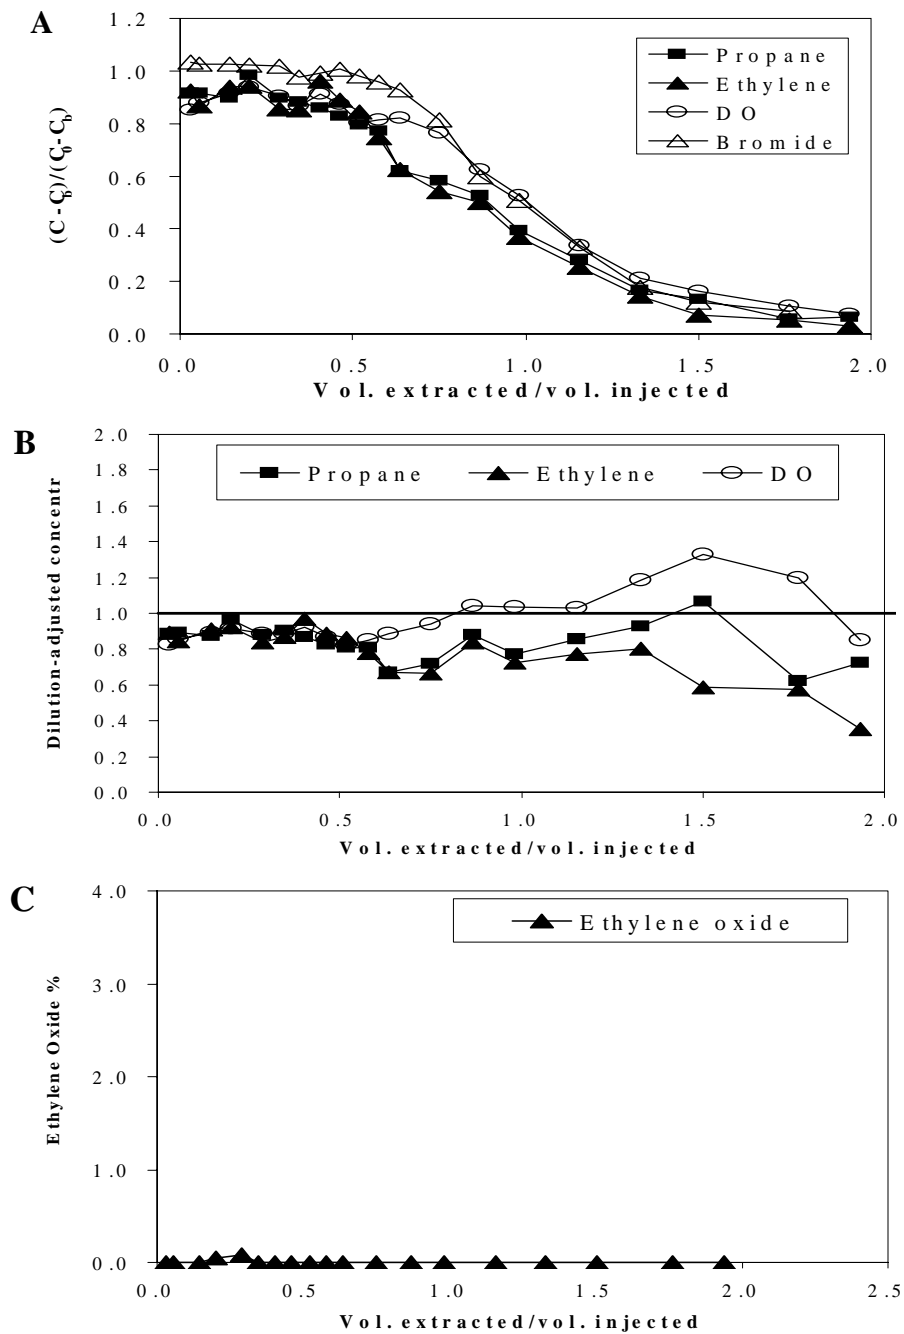 A
1.2
1.0
0.8
0.6
0.4
0.2
0.0
(C-Cb)/(C0-Cb)
Propane
Ethylene
DO
Bromide
0.0 0.5 1.0 1.5 2.0
Vol. extracted/vol. injected
B
2.0
1.8
1.6
1.4
1.2
1.0
0.8
0.6
0.4
0.2
0.0
Dilution-adjusted concentr
Propane Ethylene DO
0.0 0.5 1.0 1.5 2.0
Vol. extracted/vol. injected
C
4.0
3.0
2.0
1.0
0.0
Ethylene Oxide %
Ethylene oxide
0.0 0.5 1.0 1.5 2.0 2.5
Vol. extracted/vol. injected